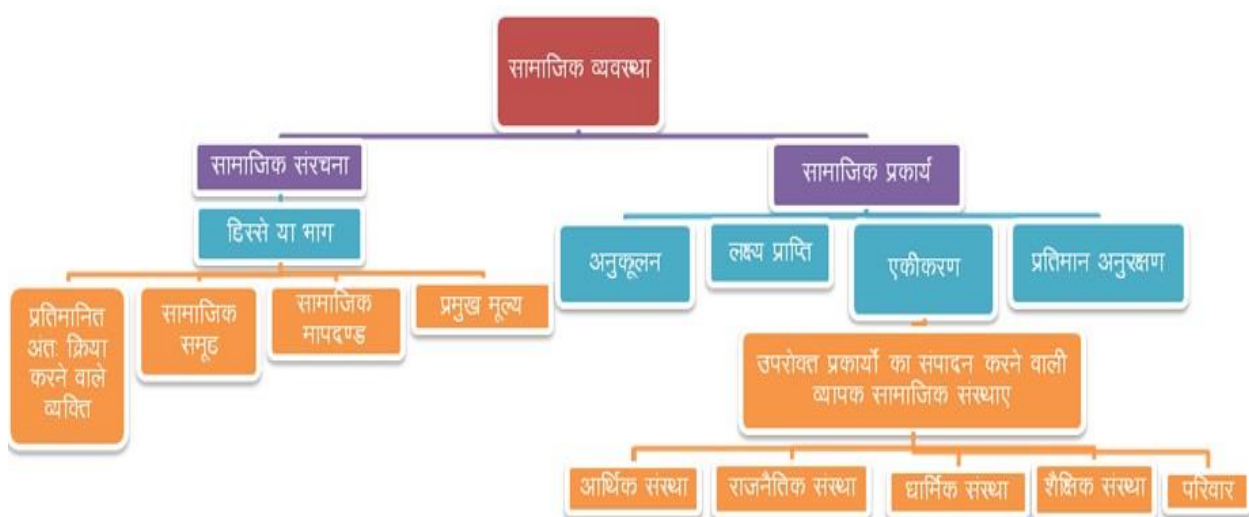 सामाजिक व्यवस्था
सामाजिक संरचना
सामाजिक प्रकार्य
डिस्से या भाग
अनुकूलन
लक्ष्य प्राप्ति
एकीकरण
प्रतिमान अनुरक्षण
प्रतिमानित
अतः क्रिया
करने वाले
व्यक्ति
सामाजिक
समूड
सामाजिक
मापदण्ड
प्रमुख मूल्य
उपरोक्त प्रकार्यो का संपादन करने वाली
व्यापक सामाजिक संस्थाए
आर्थिक संस्था
राजनैतिक संस्था
धार्मिक संस्था
शैक्षिक संस्था
परिवार